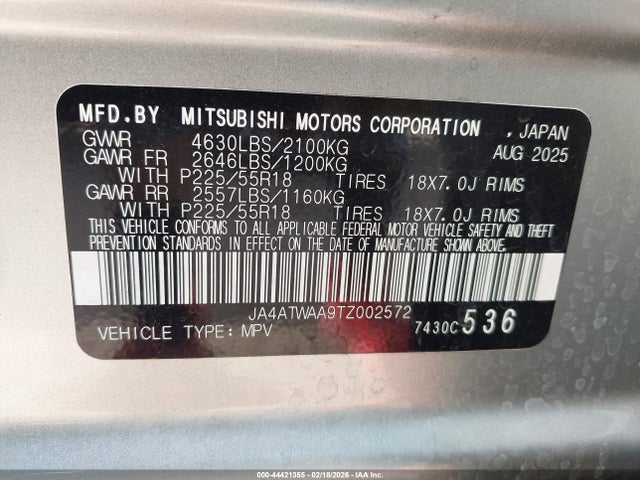 MFD.BY MITSUBISHI MOTORS CORPORATION , JAPAN
GVWR 4630LBS/2100KG AUG 2025
GAWR FR 2646LBS/1200KG
WITH P225/55R18 TIRES 18X7.0J RIMS
GAWR RR 2557LBS/1160KG
WITH P225/55R18 TIRES 18X7.0J RIMS
THIS VEHICLE CONFORMS TO ALL APPLICABLE FEDERAL MOTOR VEHICLE SAFETY AND THEFT
PREVENTION STANDARDS IN EFFECT ON THE DATE OF MANUFACTURE SHOWN ABOVE.
JA4ATWAA9TZ002572
VEHICLE TYPE: MPV 7430C 536
000-44421355 - 02/18/2026 - IAA, Inc.